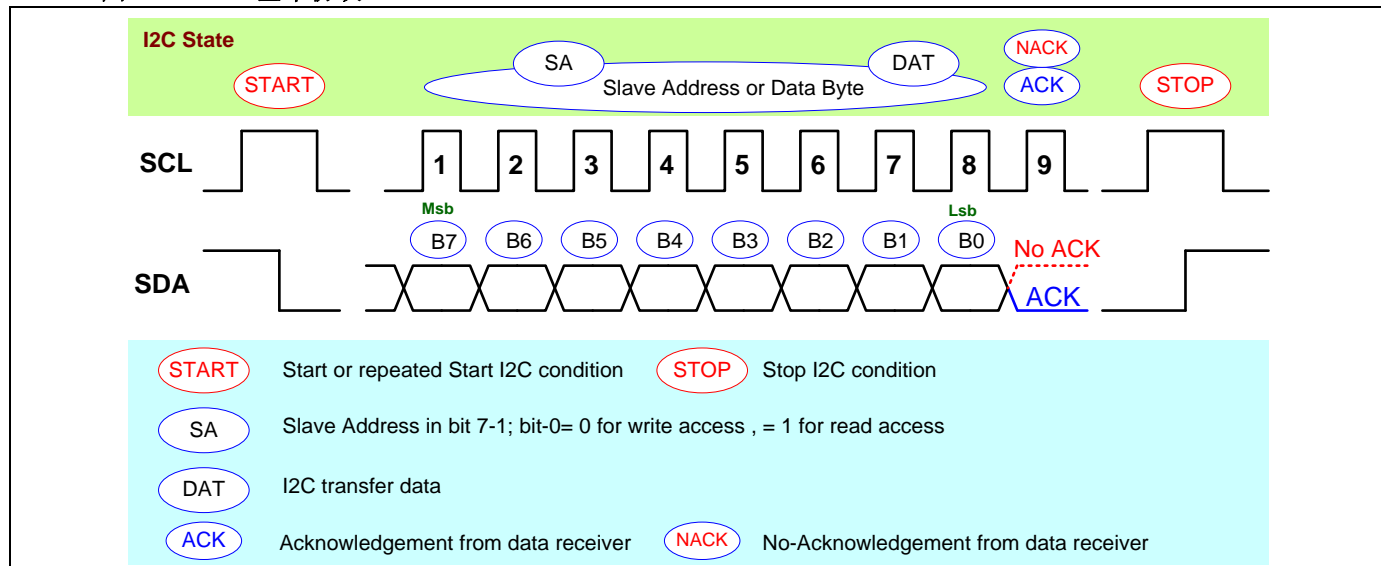 I2C State
START
SA
DAT
Slave Address or Data Byte
NACK
ACK
STOP
SCL
1 2 3 4 5 6 7 8 9
Msb
Lsb
B7 B6 B5 B4 B3 B2 B1 B0
No ACK
SDA
ACK
START Start or repeated Start I2C condition STOP Stop I2C condition
SA Slave Address in bit 7-1; bit-0= 0 for write access , = 1 for read access
DAT I2C transfer data
ACK Acknowledgement from data receiver NACK No-Acknowledgement from data receiver